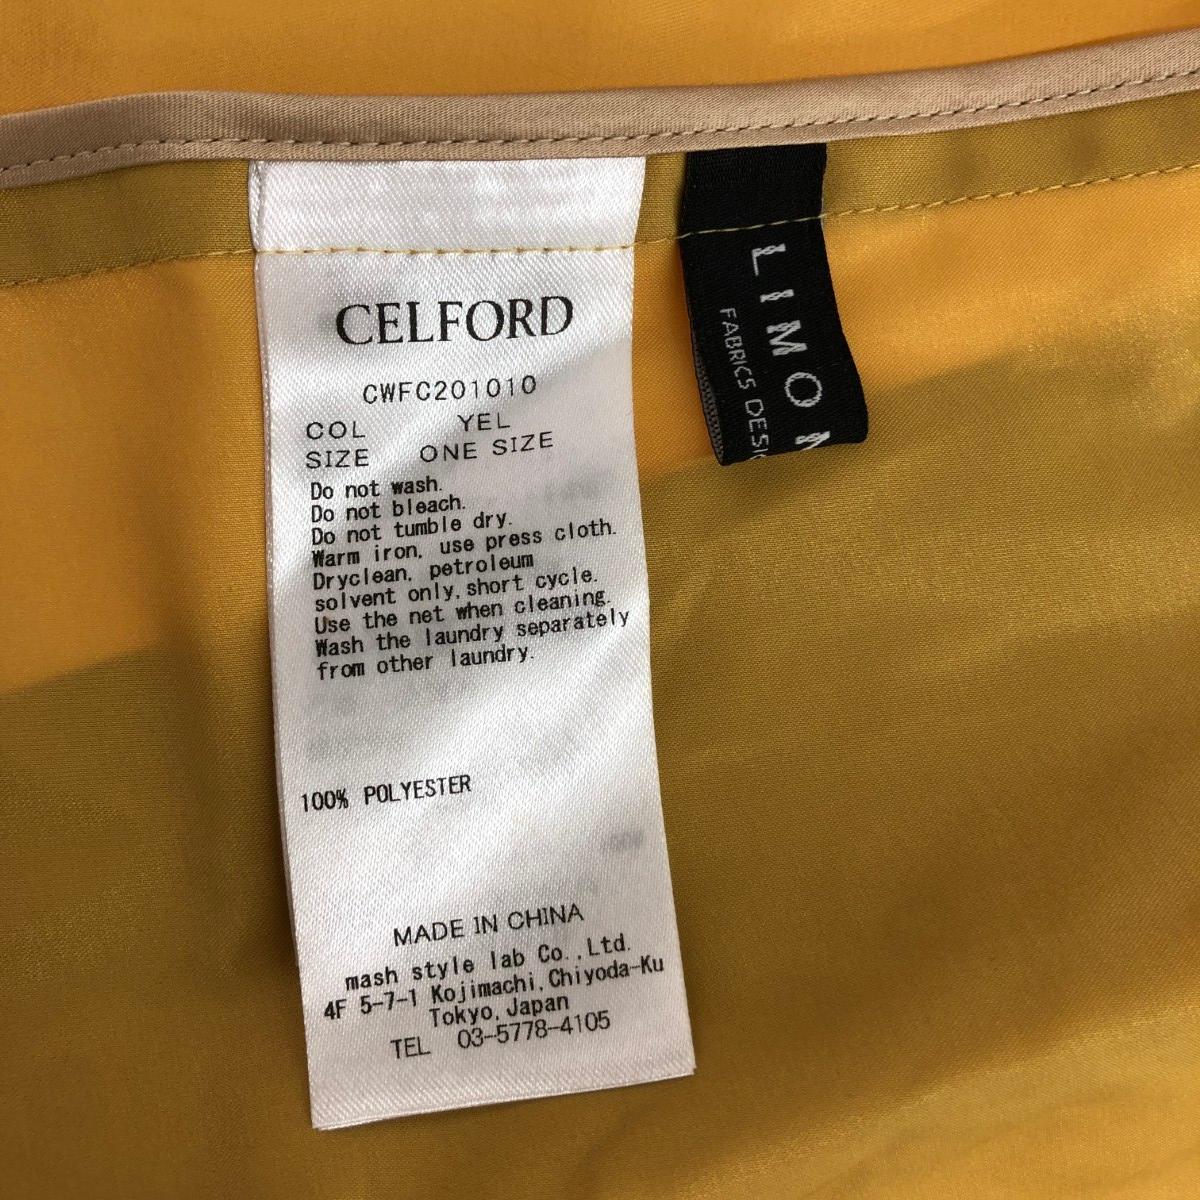 CELFORD
CWFC201010
COL YEL
SIZE ONE SIZE
Do not wash.
Do not bleach.
Do not tumble dry.
Warm iron, use press cloth.
Dryclean, petroleum
solvent only,short cycle.
Use the net when cleaning.
Wash the laundry separately
from other laundry.
100% POLYESTER
MADE IN CHINA
mash style lab Co.,Ltd.
4F 5-7-1 Kojimachi,Chiyoda-Ku
Tokyo,Japan
TEL 03-5778-4105
LIMON
FABRICS DESI